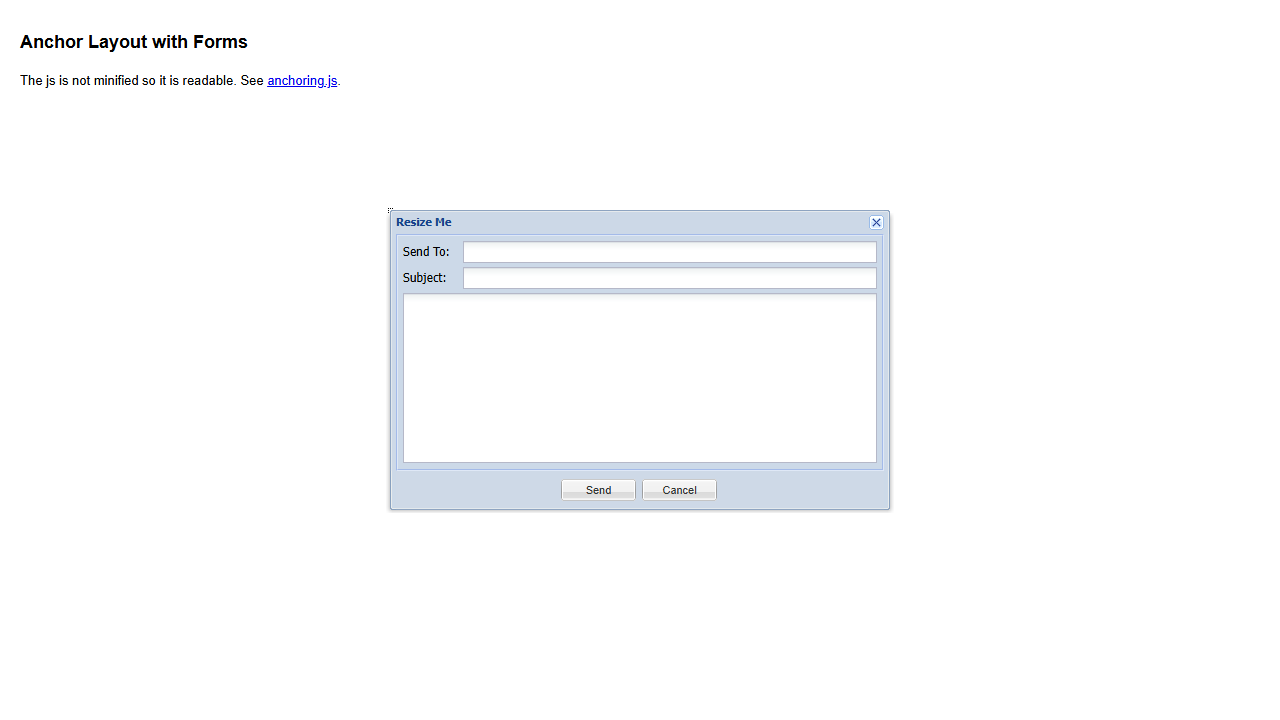 Anchor Layout with Forms
The js is not minified so it is readable. See anchoring.js.
Resize Me
Send To:
Subject:
Send Cancel